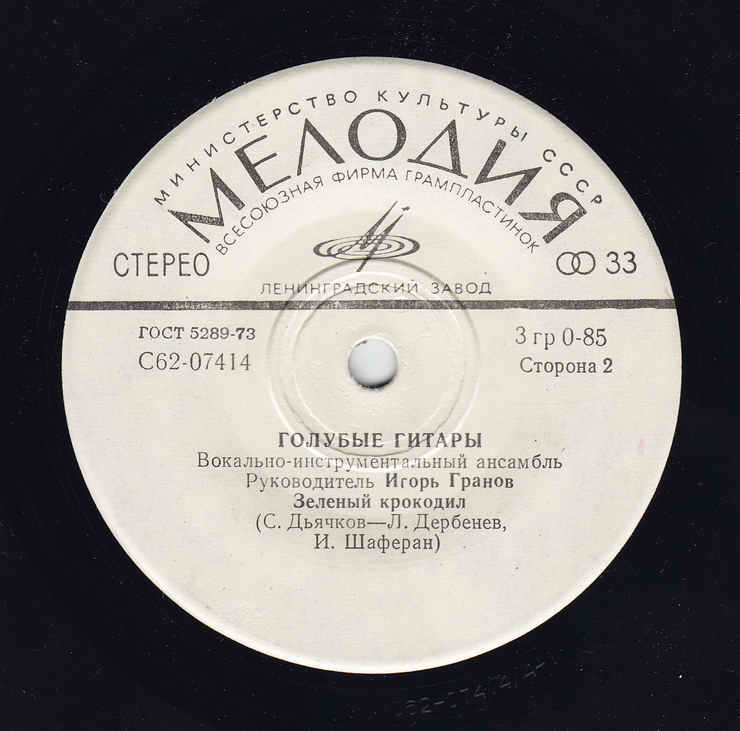 МИНИСТЕРСТВО КУЛЬТУРЫ СССР
МЕЛОДИЯ
ВСЕСОЮЗНАЯ ФИРМА ГРАМПЛАСТИНОК
СТЕРЕО
33
ЛЕНИНГРАДСКИЙ ЗАВОД
ГОСТ 5289-73
3 гр 0-85
С62-07414
Сторона 2
ГОЛУБЫЕ ГИТАРЫ
Вокально-инструментальный ансамбль
Руководитель Игорь Гранов
Зеленый крокодил
(С. Дьячков—Л. Дербенев,
И. Шаферан)